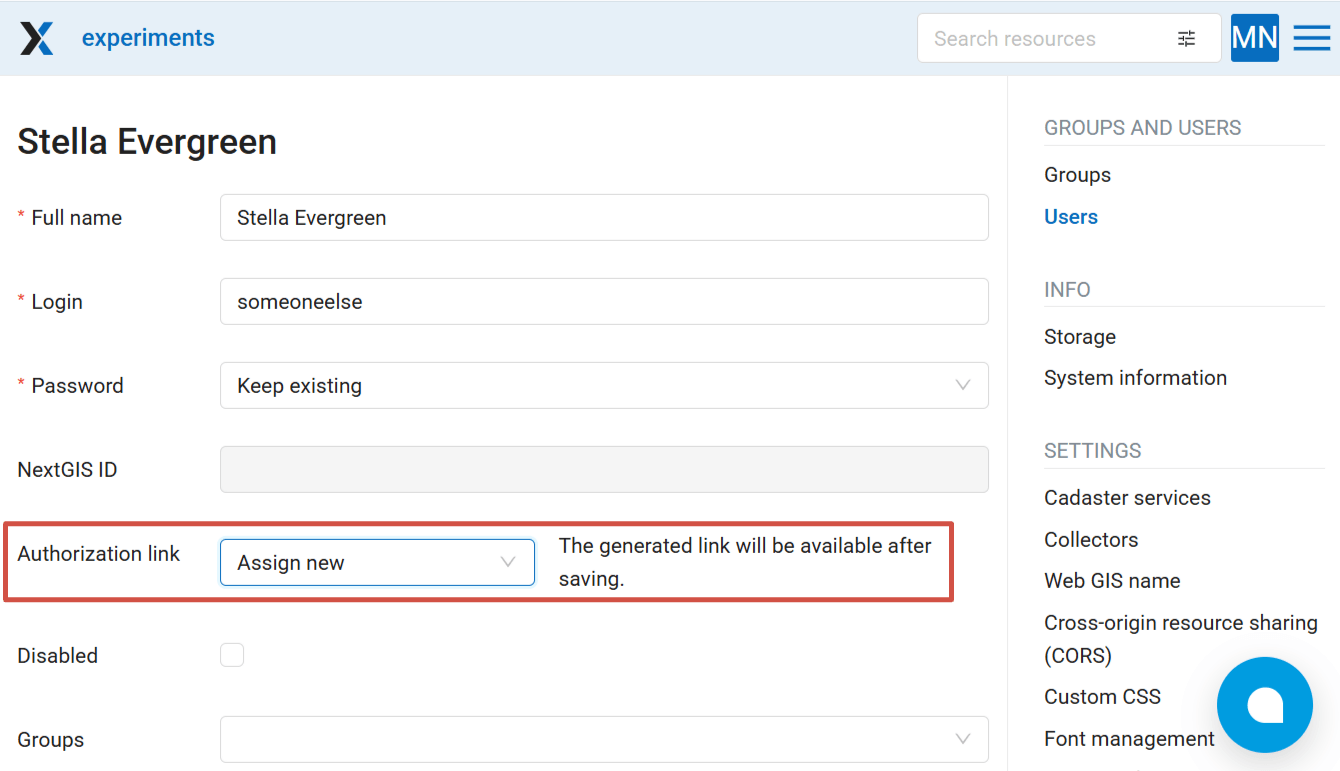 experiments
Search resources
MN
Stella Evergreen
* Full name
Stella Evergreen
* Login
someoneelse
* Password
Keep existing
NextGIS ID
Authorization link
Assign new
The generated link will be available after
saving.
Disabled
Groups
GROUPS AND USERS
Groups
Users
INFO
Storage
System information
SETTINGS
Cadaster services
Collectors
Web GIS name
Cross-origin resource sharing
(CORS)
Custom CSS
Font management